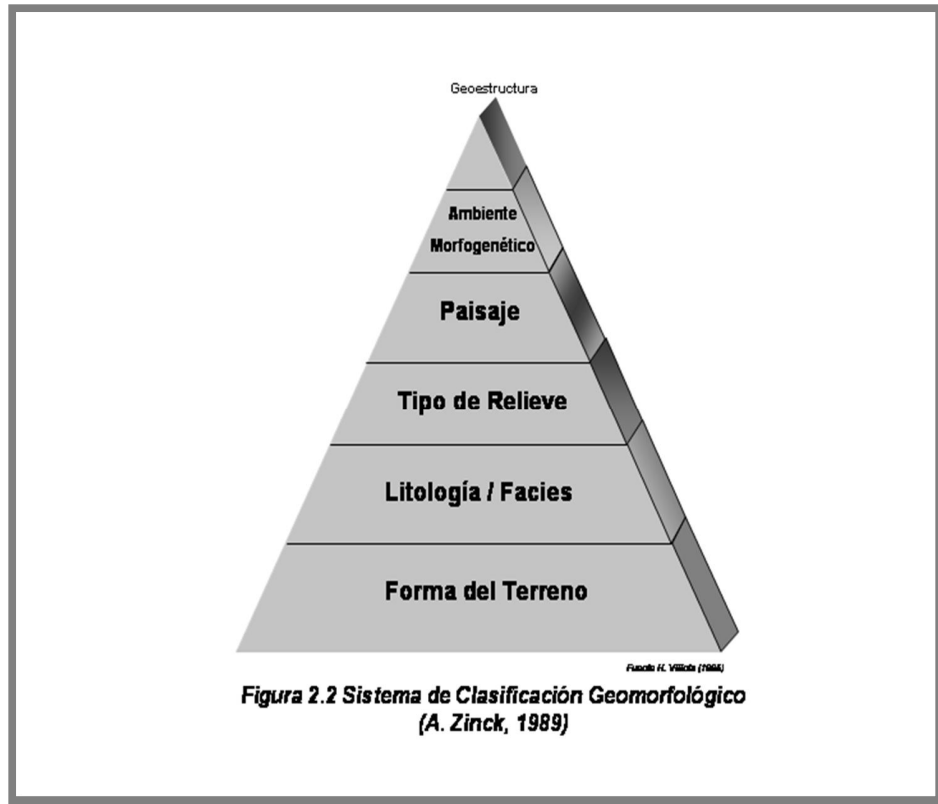 Geoestructura
Ambiente
Morfogenético
Paisaje
Tipo de Relieve
Litología / Facies
Forma del Terreno
Figura 2.2 Sistema de Clasificación Geomorfológico
(A. Zinck, 1989)